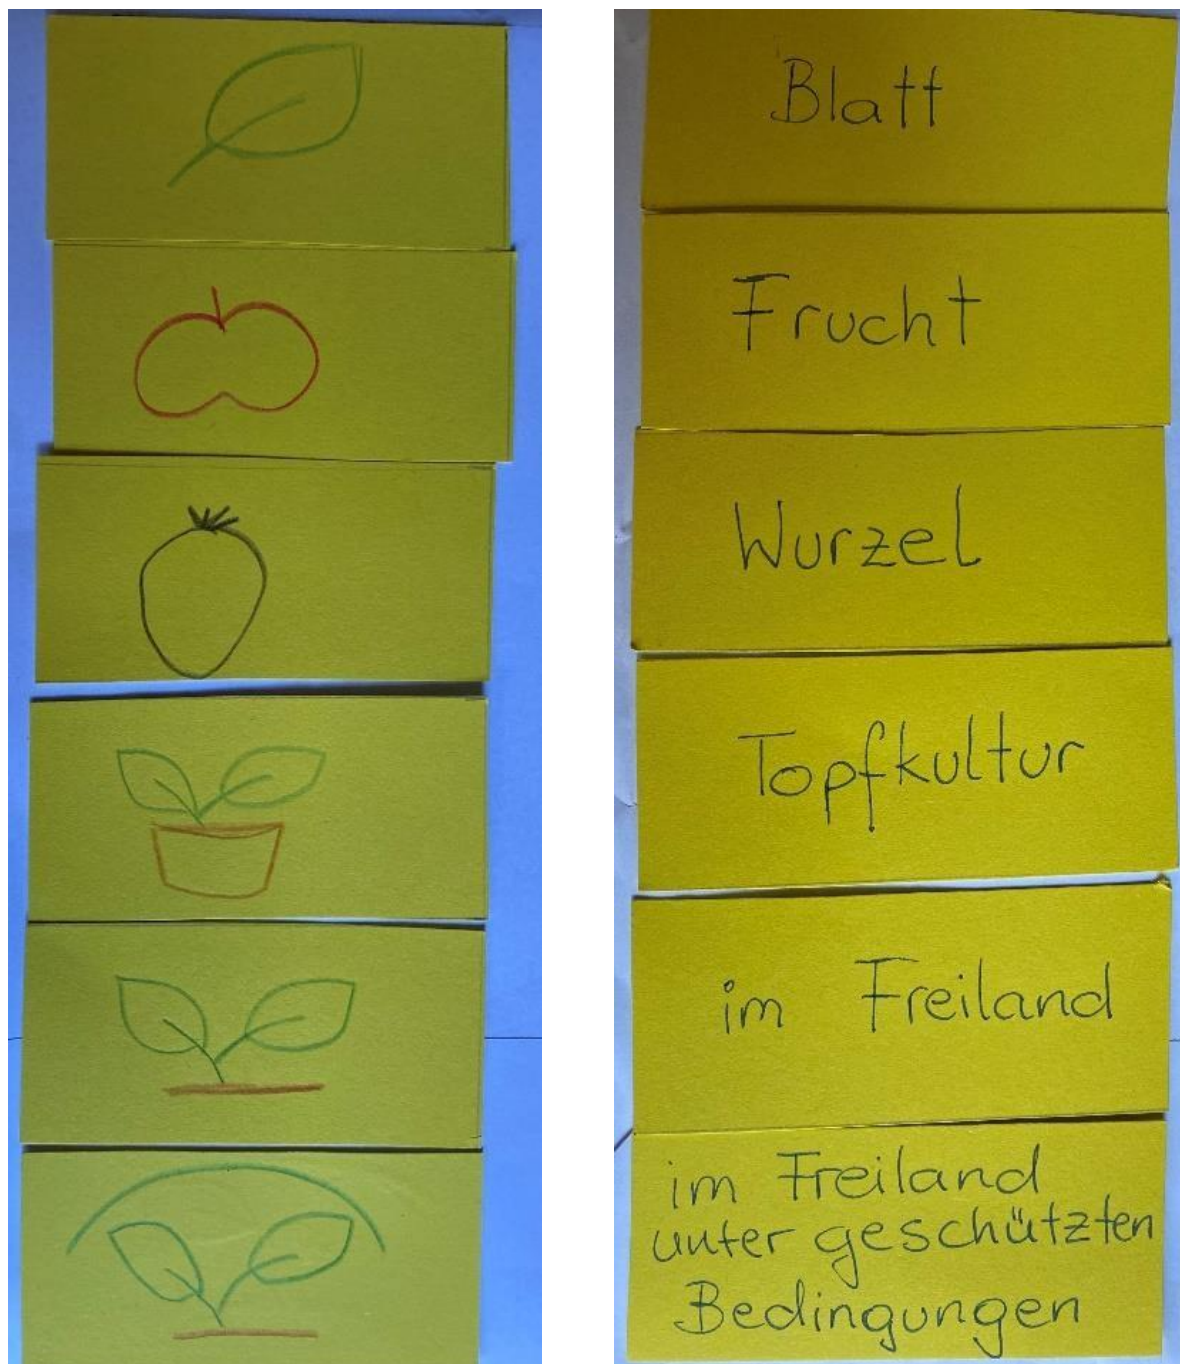 Blatt
Frucht
Wurzel
Topfkultur
im Freiland
im Freiland
unter geschützten
Bedingungen